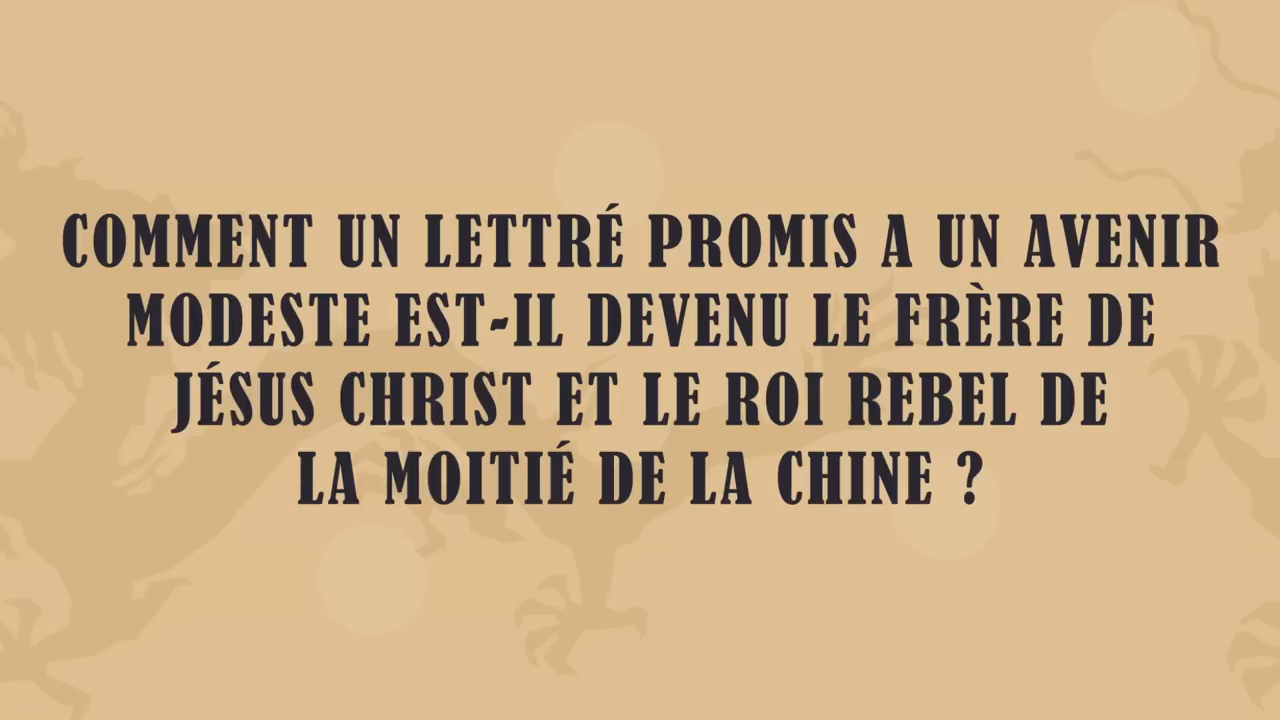 COMMENT UN LETTRÉ PROMIS A UN AVENIR
MODESTE EST-IL DEVENU LE FRÈRE DE
JÉSUS CHRIST ET LE ROI REBEL DE
LA MOITIÉ DE LA CHINE ?